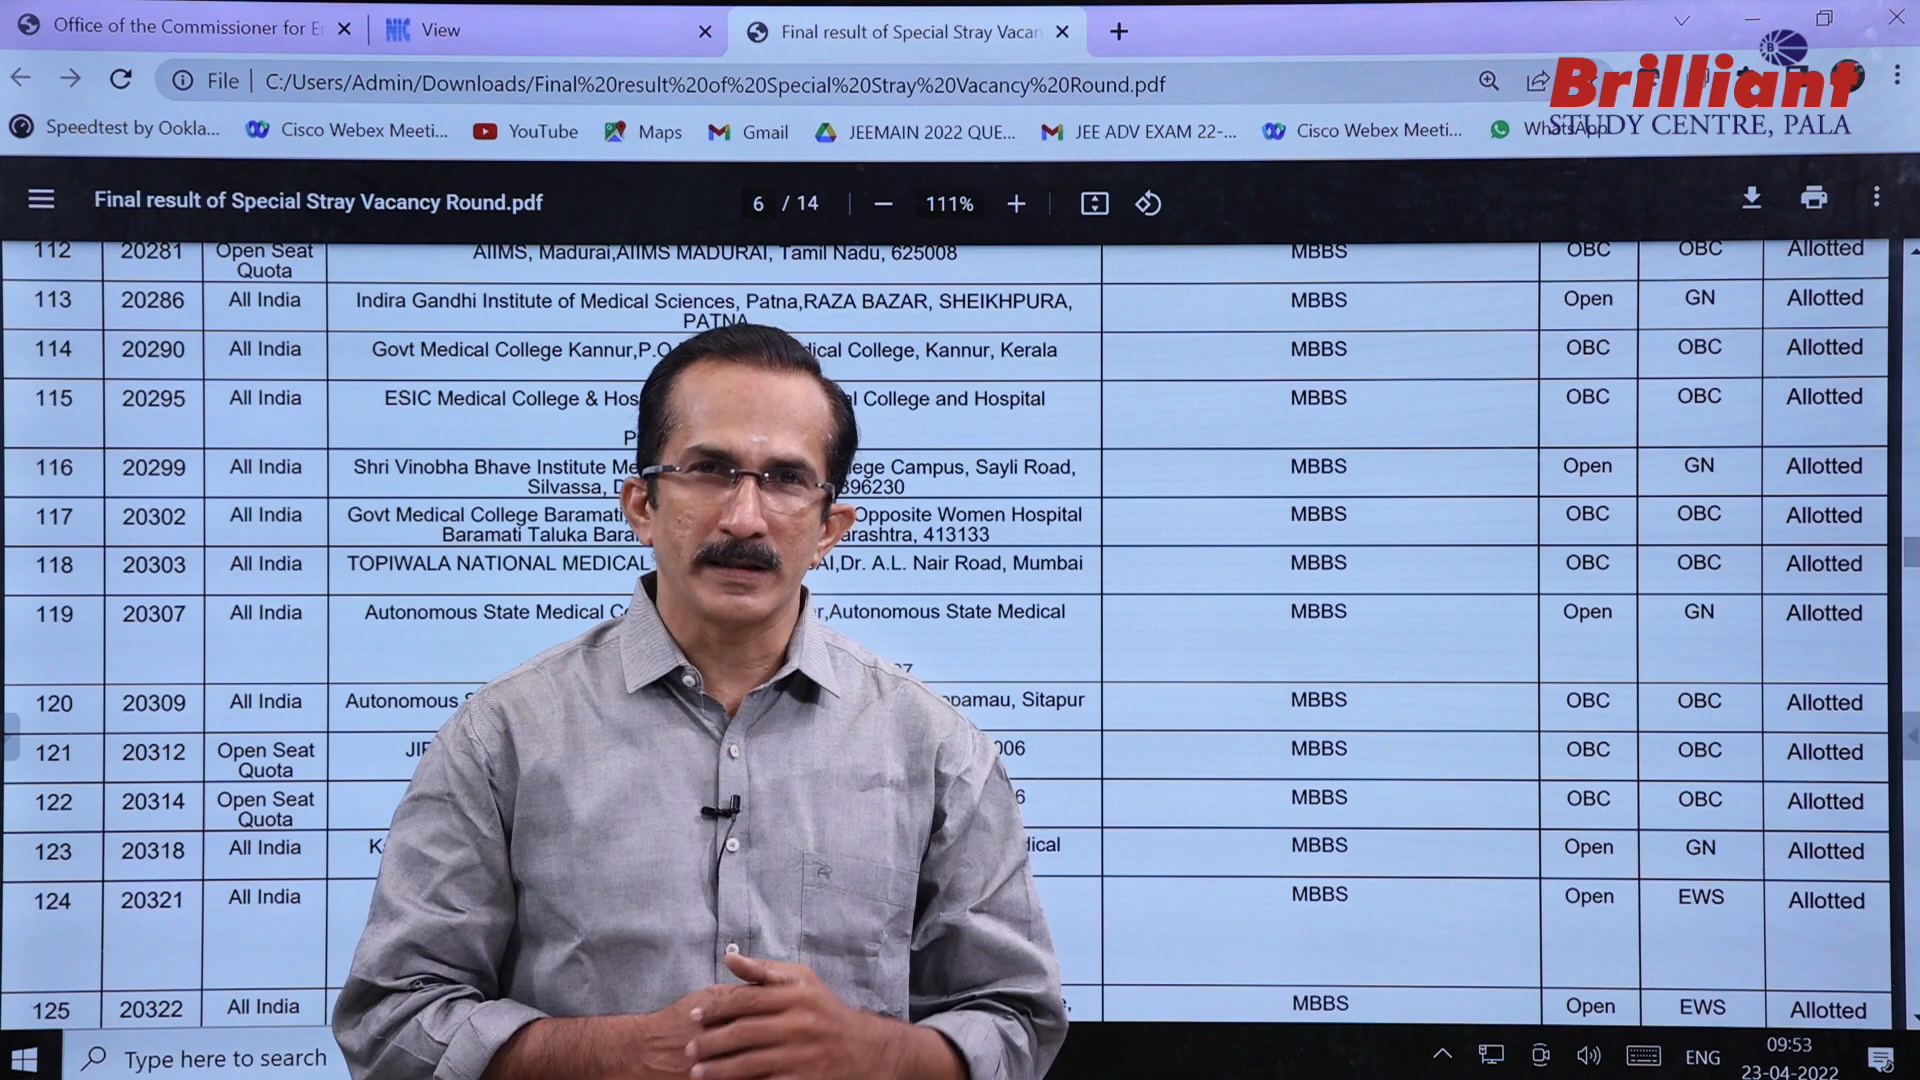 Office of the Commissioner for E
NIC View
Final result of Special Stray Vacan
File
C:/Users/Admin/Downloads/Final%20result%20of%20Special%20Stray%20Vacancy%20Round.pdf
Brilliant
STUDY CENTRE, PALA
Speedtest by Ookla...
Cisco Webex Meeti...
YouTube
Maps
Gmail
JEEMAIN 2022 QUE...
JEE ADV EXAM 22-...
Cisco Webex Meeti...
WhatsApp
Final result of Special Stray Vacancy Round.pdf
6 / 14
111%
112 20281 Open Seat Quota AIIMS, Madurai,AIIMS MADURAI, Tamil Nadu, 625008 MBBS OBC OBC Allotted
113 20286 All India Indira Gandhi Institute of Medical Sciences, Patna,RAZA BAZAR, SHEIKHPURA, MBBS Open GN Allotted
PATNA
114 20290 All India Govt Medical College Kannur,P.O dical College, Kannur, Kerala MBBS OBC OBC Allotted
115 20295 All India ESIC Medical College & Hos l College and Hospital MBBS OBC OBC Allotted
P
116 20299 All India Shri Vinobha Bhave Institute Me lege Campus, Sayli Road, MBBS Open GN Allotted
Silvassa, D 396230
117 20302 All India Govt Medical College Baramati, Opposite Women Hospital MBBS OBC OBC Allotted
Baramati Taluka Bara arashtra, 413133
118 20303 All India TOPIWALA NATIONAL MEDICAL AI,Dr. A.L. Nair Road, Mumbai MBBS OBC OBC Allotted
119 20307 All India Autonomous State Medical Co r,Autonomous State Medical MBBS Open GN Allotted
120 20309 All India Autonomous S opamau, Sitapur MBBS OBC OBC Allotted
121 20312 Open Seat Quota JIP 006 MBBS OBC OBC Allotted
122 20314 Open Seat Quota 6 MBBS OBC OBC Allotted
123 20318 All India K dical MBBS Open GN Allotted
124 20321 All India MBBS Open EWS Allotted
125 20322 All India MBBS Open EWS Allotted
Type here to search
ENG
09:53
23-04-2022